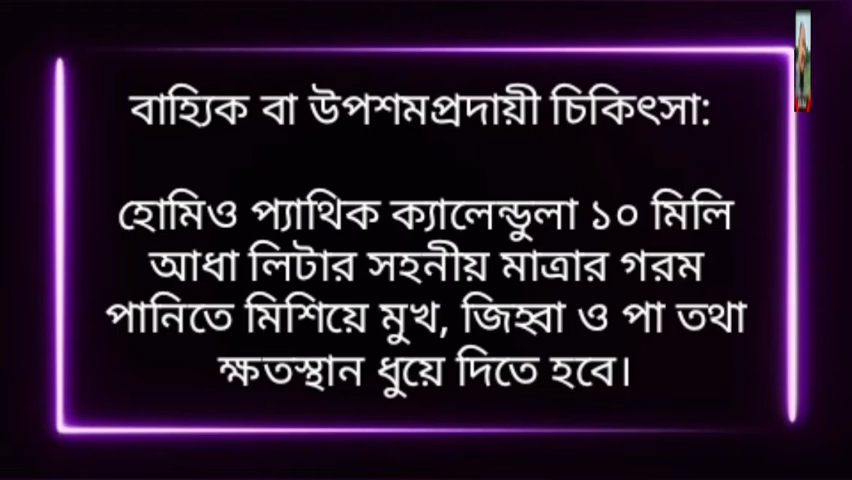 বাহ্যিক বা উপশমপ্রদায়ী চিকিৎসা:
হোমিও প্যাথিক ক্যালেন্ডুলা ১০ মিলি
আধা লিটার সহনীয় মাত্রার গরম
পানিতে মিশিয়ে মুখ, জিহ্বা ও পা তথা
ক্ষতস্থান ধুয়ে দিতে হবে।